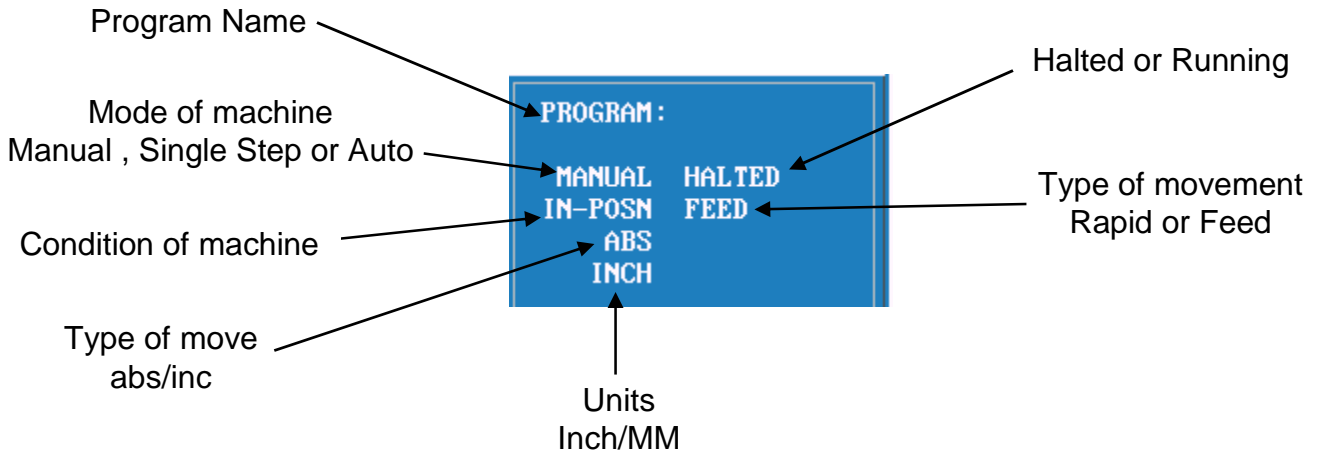 Program Name
Halted or Running
PROGRAM:
Mode of machine
Manual , Single Step or Auto
MANUAL HALTED
IN-POSN FEED
ABS
INCH
Type of movement
Rapid or Feed
Condition of machine
Type of move
abs/inc
Units
Inch/MM